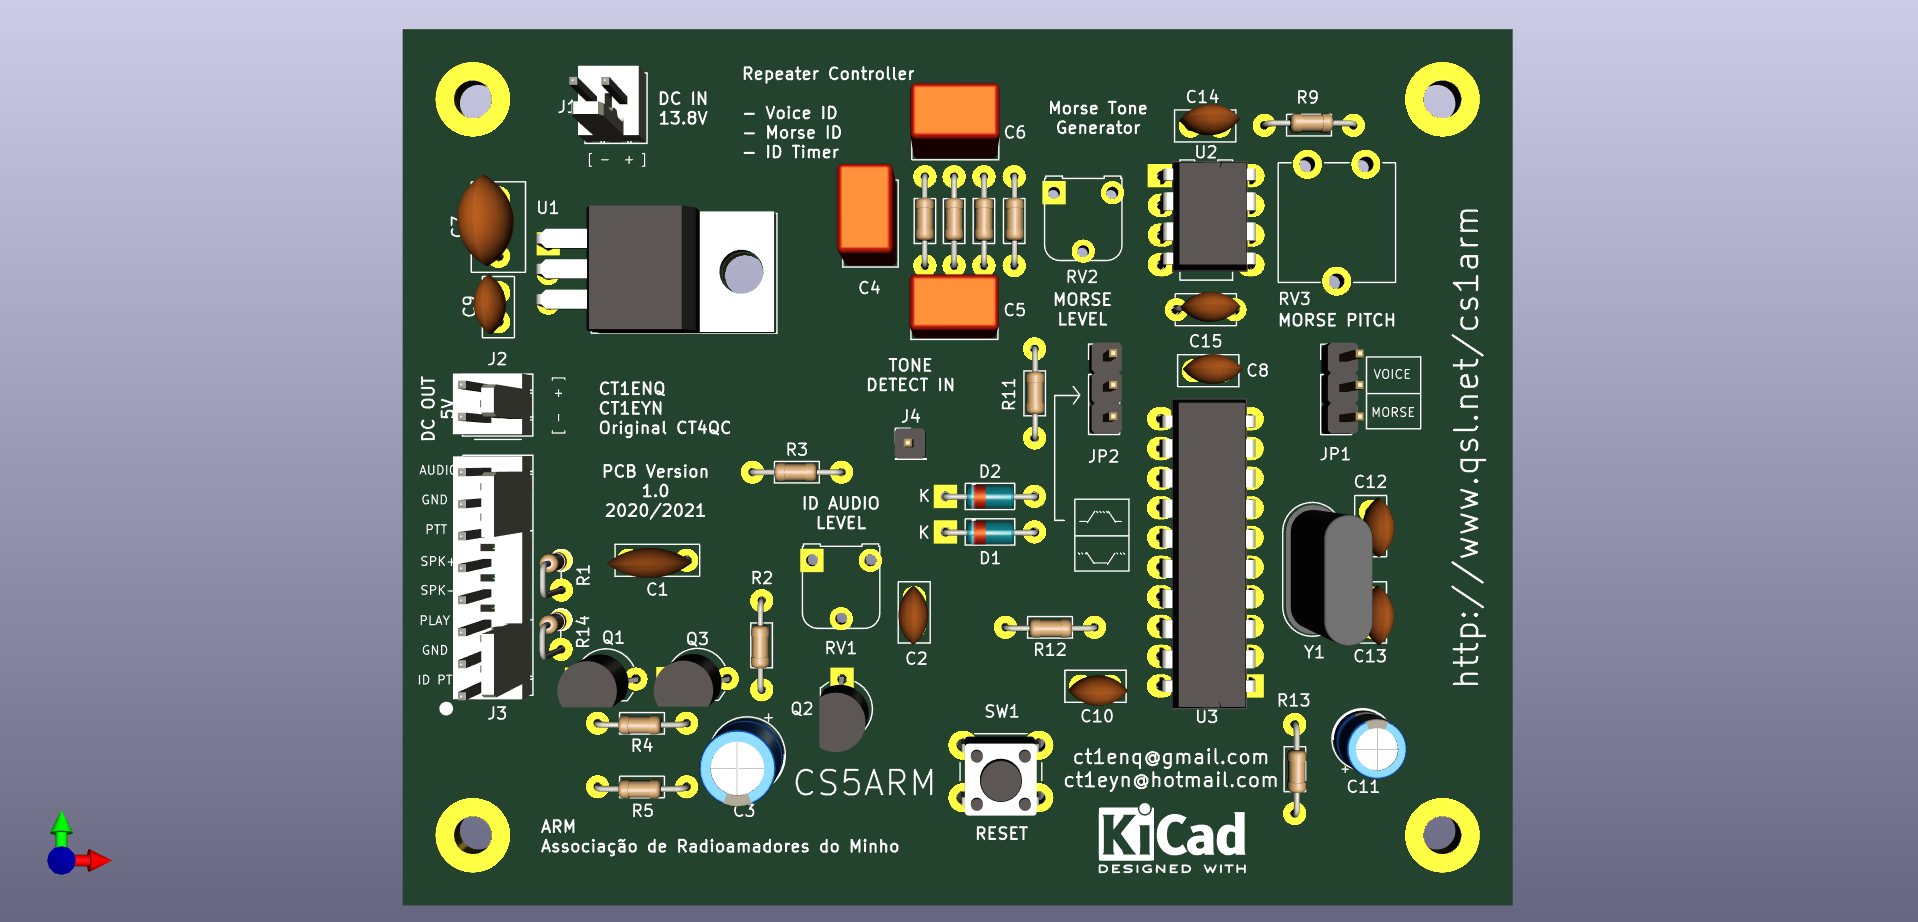 Repeater Controller
- Voice ID
- Morse ID
- ID Timer
J1
DC IN
13.8V
[ - + ]
C6
Morse Tone
Generator
C14
R9
U2
C7
U1
C9
C4
C5
RV2
MORSE
LEVEL
RV3
MORSE PITCH
C15
C8
http://www.qsl.net/cs1arm
J2
DC OUT
5V
[ - + ]
CT1ENQ
CT1EYN
Original CT4QC
TONE
DETECT IN
J4
R11
JP2
VOICE
MORSE
JP1
AUDIO
GND
PTT
SPK+
SPK-
PLAY
GND
ID PT
J3
PCB Version
1.0
2020/2021
R3
ID AUDIO
LEVEL
K
D2
K
D1
C12
R1
R14
C1
R2
RV1
C2
R12
Y1
C13
Q1
Q3
Q2
C10
U3
R13
R4
R5
C3
+
CS5ARM
SW1
RESET
ct1enq@gmail.com
ct1eyn@hotmail.com
+
C11
ARM
Associação de Radioamadores do Minho
KiCad
DESIGNED WITH